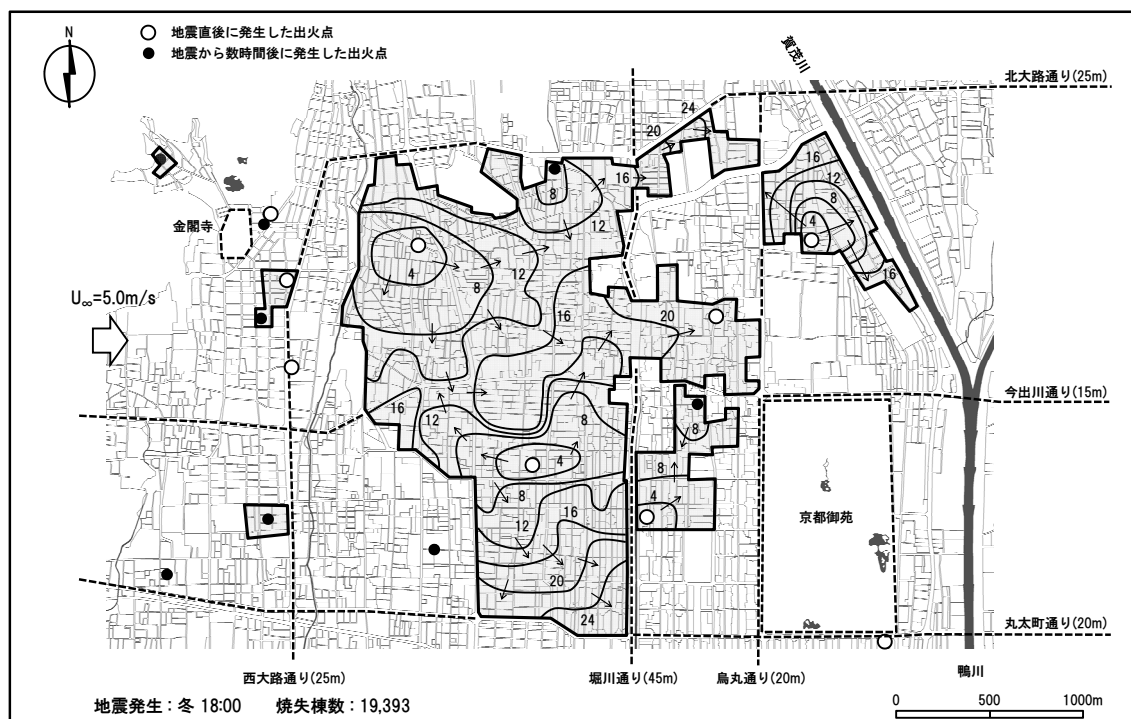 N
地震直後に発生した出火点
地震から数時間後に発生した出火点
賀茂川
北大路通り(25m)
24
20
16
16
12
8
4
16
8
12
金閣寺
4
8
12
16
20
U∞=5.0m/s
今出川通り(15m)
16
12
8
4
8
8
4
8
12
16
20
24
京都御苑
丸太町通り(20m)
西大路通り(25m)
堀川通り(45m)
烏丸通り(20m)
鴨川
地震発生：冬 18:00 焼失棟数：19,393
0 500 1000m